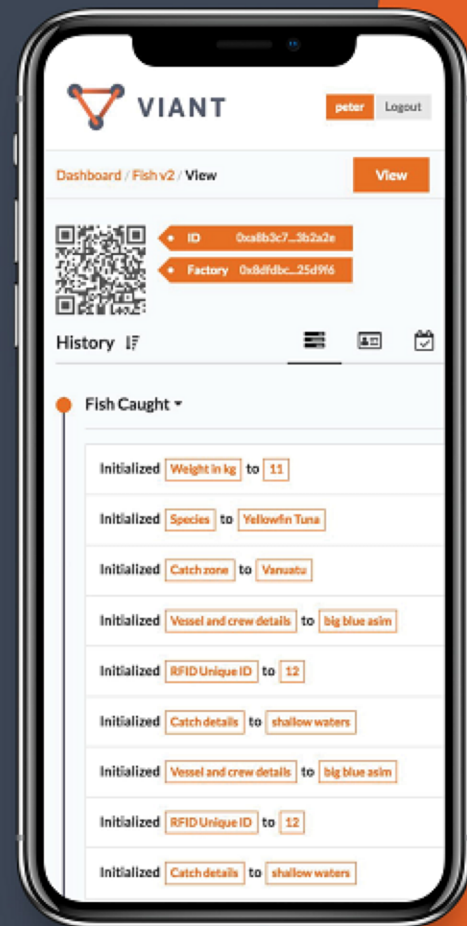 VIANT
peter Logout
Dashboard / Fish v2 / View
View
ID 0xa8b3c7...3b2a2e
Factory 0x8dfdbc...25d9f6
History
Fish Caught
Initialized Weight in kg to 11
Initialized Species to Yellowfin Tuna
Initialized Catch zone to Vanuatu
Initialized Vessel and crew details to big blue asim
Initialized RFID Unique ID to 12
Initialized Catch details to shallow waters
Initialized Vessel and crew details to big blue asim
Initialized RFID Unique ID to 12
Initialized Catch details to shallow waters